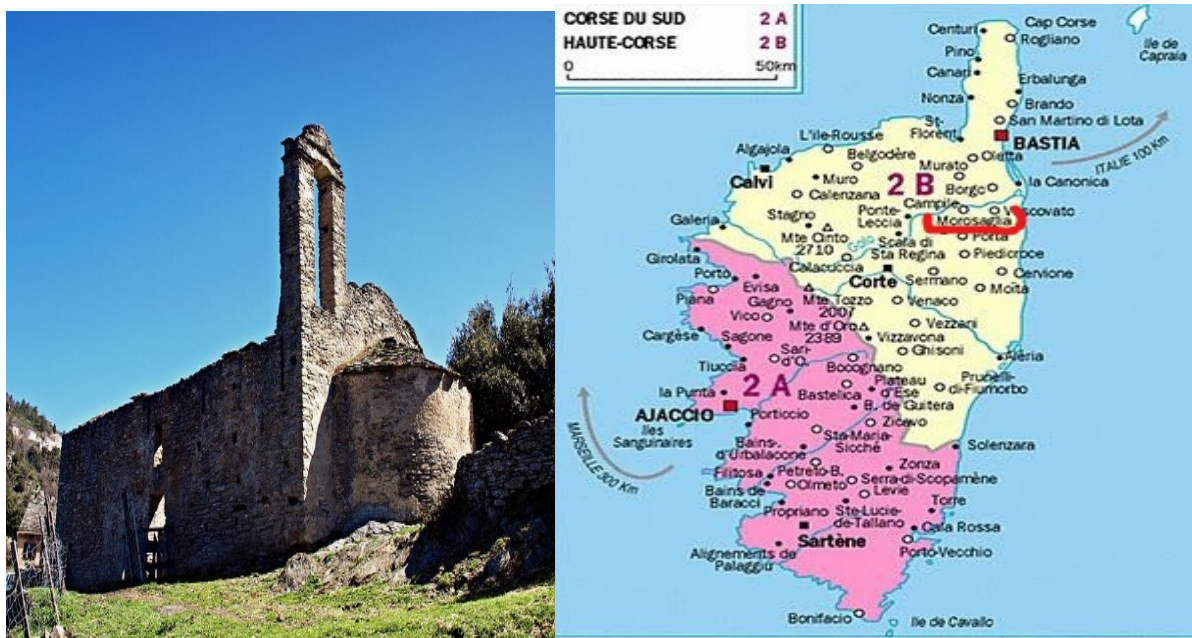 CORSE DU SUD 2 A
HAUTE-CORSE 2 B
0 50km
Cap Corse
Centuri
Rogliano
Ile de
Capraia
Pino
Canari
Erbalunga
Nonza
Brando
St-
Florent
San Martino di Lota
L'ile-Rousse
BASTIA
ITALIE 100 Km
Algajola
Belgodère
Oletta
Murato
Calvi
Muro
2 B
Borgo
la Canonica
Calenzana
Campile
Vescovato
Stagno
Ponte-
Leccia
Morosaglia
Galeria
Mte Cinto
2710
Golo
Scala di
Sta Regina
Porta
Girolata
Piedicroce
Calacuccia
Porto
Evisa
Corte
Sermano
Cervione
Piana
Gagno
Mte Tozzo
2007
Venaco
Moïta
Vico
Mte d'Oro
2389
Vezzani
Cargèse
Sagone
Vizzavona
Sari-
d'O.
Ghisoni
Aléria
Tiuccia
Bocognano
la Punta
2 A
Plateau
d'Ese
Prunelli-
di-Fiumorbo
Bastelica
AJACCIO
B. de Guitera
Iles
Sanguinaires
Porticcio
Zicavo
MARSEILLE 300 Km
Sta-Maria-
Sicché
Bains-
d'Urbalacone
Solenzara
Zonza
Filitosa
Petreto-B.
Serra-di-Scopamène
Olmeto
Bains de
Baracci
Levie
Propriano
Ste-Lucie-
de-Tallano
Torre
Cala Rossa
Sartène
Alignements de
Palaggiu
Porto-Vecchio
Bonifacio
Ile de Cavallo